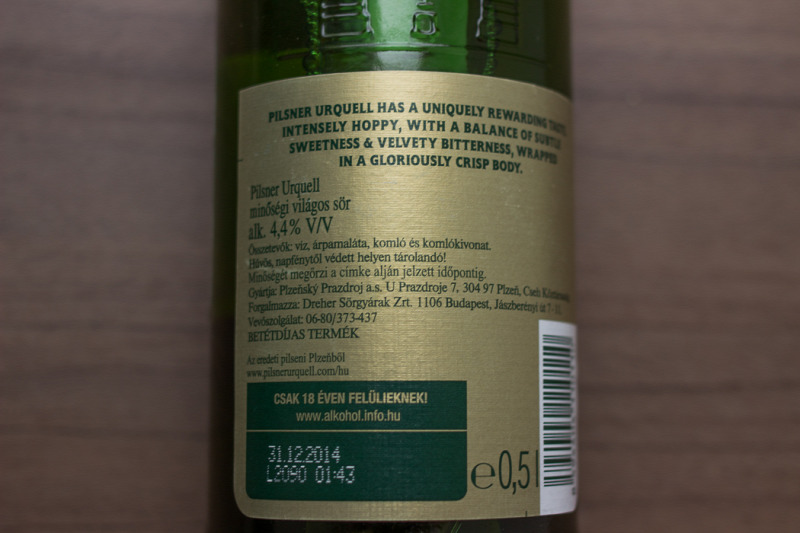 PILSNER URQUELL HAS A UNIQUELY REWARDING TASTE,
INTENSELY HOPPY, WITH A BALANCE OF SUBTLE
SWEETNESS & VELVETY BITTERNESS, WRAPPED
IN A GLORIOUSLY CRISP BODY.
Pilsner Urquell
minőségi világos sör
alk. 4,4% V/V
Összetevők: víz, árpamaláta, komló és komlókivonat.
Hűvös, napfénytől védett helyen tárolandó!
Minőségét megőrzi a címke alján jelzett időpontig.
Gyártja: Plzeňský Prazdroj a.s. U Prazdroje 7, 304 97 Plzeň, Cseh
Forgalmazza: Dreher Sörgyárak Zrt. 1106 Budapest, Jászberényi út
Vevőszolgálat: 06-80/373-437
BETÉTDÍJAS TERMÉK
Az eredeti pilseni Plzeňból
www.pilsnerurquell.com/hu
CSAK 18 ÉVEN FELÜLIEKNEK!
www.alkohol.info.hu
31.12.2014
L2090 01:43
e0,5l